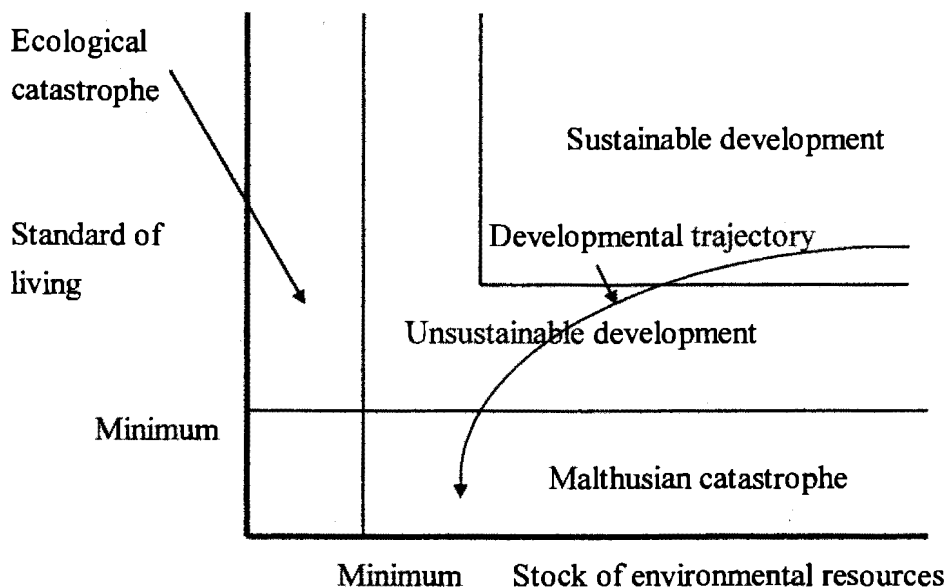 Ecological
catastrophe
Sustainable development
Standard of
living
Developmental trajectory
Unsustainable development
Minimum
Malthusian catastrophe
Minimum
Stock of environmental resources